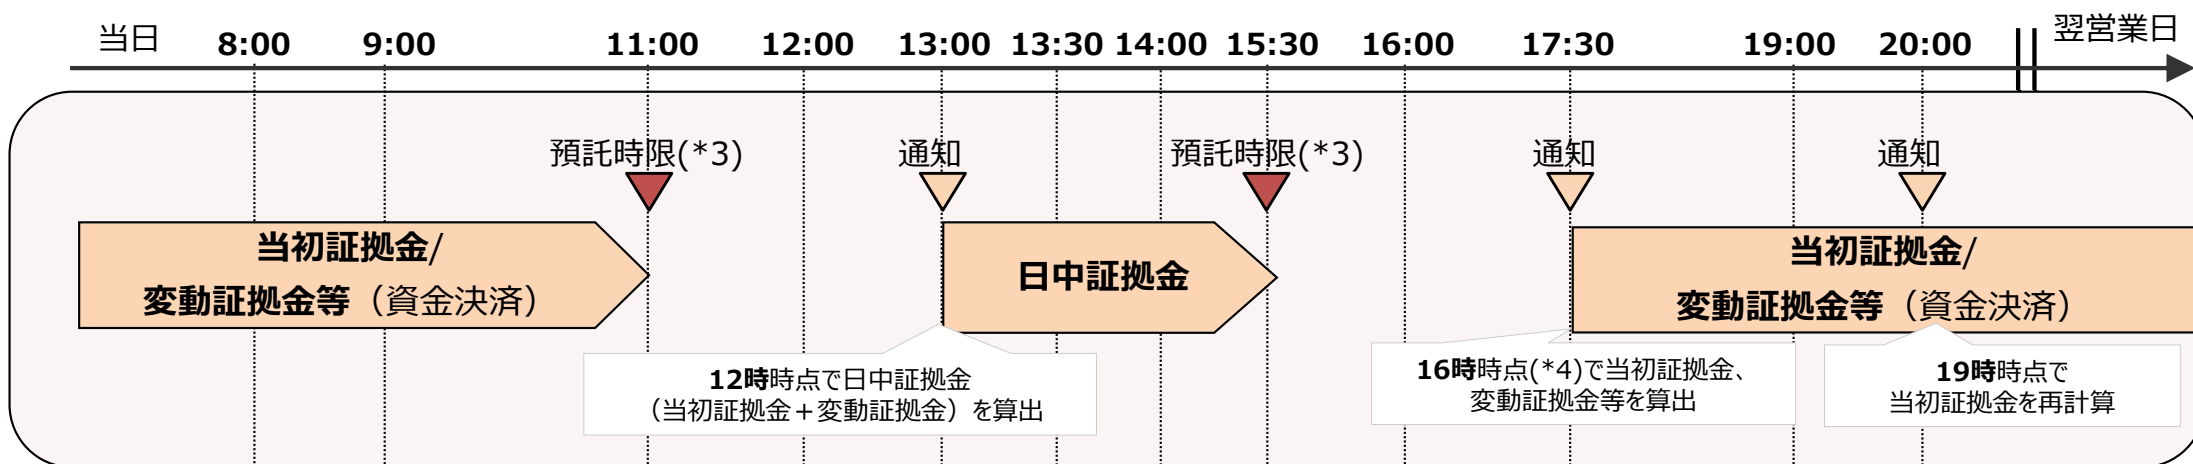 当日 8:00 9:00 11:00 12:00 13:00 13:30 14:00 15:30 16:00 17:30 19:00 20:00 翌営業日
預託時限(*3) 通知 預託時限(*3) 通知 通知
当初証拠金/
変動証拠金等（資金決済）
日中証拠金
当初証拠金/
変動証拠金等（資金決済）
12時時点で日中証拠金
（当初証拠金＋変動証拠金）を算出
16時時点(*4)で当初証拠金、
変動証拠金等を算出
19時時点で
当初証拠金を再計算